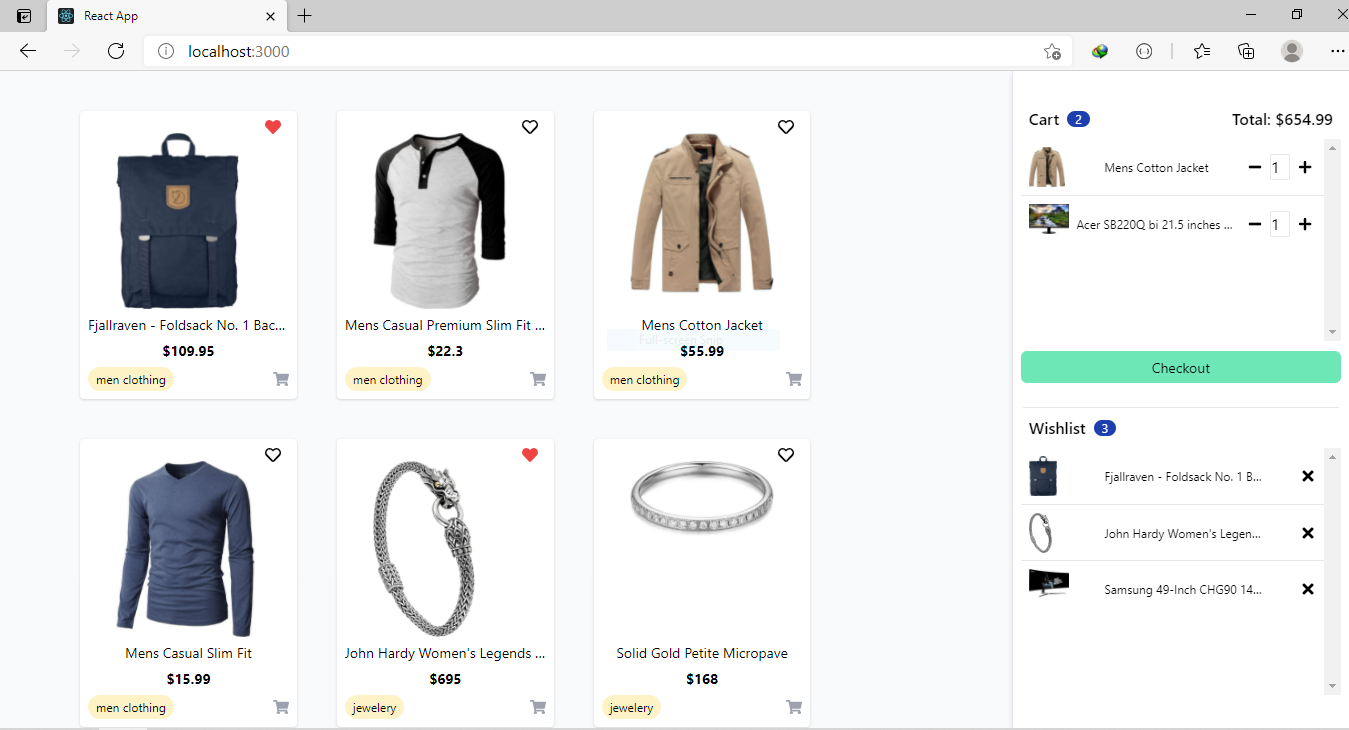 React App
localhost:3000
Cart 2 Total: $654.99
Mens Cotton Jacket 1
Acer SB220Q bi 21.5 inches ... 1
Checkout
Wishlist 3
Fjallraven - Foldsack No. 1 B...
John Hardy Women's Legen...
Samsung 49-Inch CHG90 14...
Fjallraven - Foldsack No. 1 Bac...
$109.95
men clothing
Mens Casual Premium Slim Fit ...
$22.3
men clothing
Mens Cotton Jacket
Full-screen Snip
$55.99
men clothing
Mens Casual Slim Fit
$15.99
men clothing
John Hardy Women's Legends ...
$695
jewelery
Solid Gold Petite Micropave
$168
jewelery